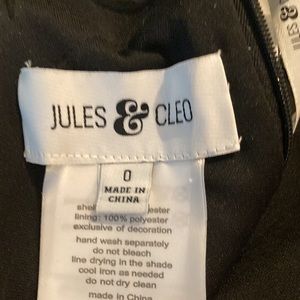 JULES & CLEO
0
MADE IN
CHINA
lining: 100% polyester
exclusive of decoration
hand wash separately
do not bleach
line drying in the shade
cool iron as needed
do not dry clean
made in China